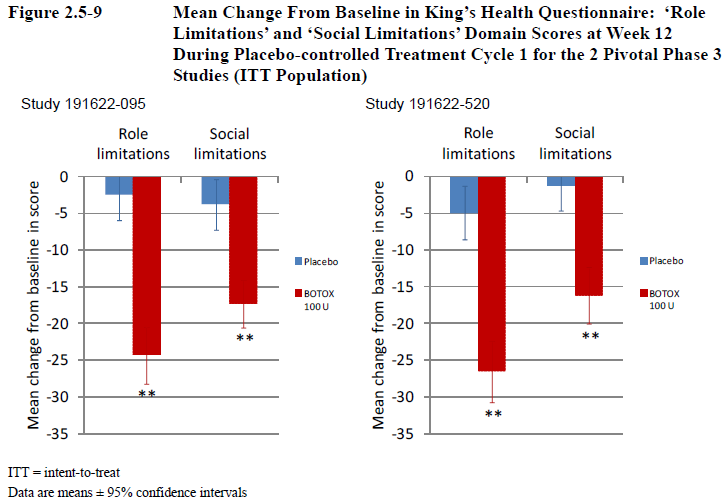 Figure 2.5-9 Mean Change From Baseline in King's Health Questionnaire: 'Role
Limitations' and 'Social Limitations' Domain Scores at Week 12
During Placebo-controlled Treatment Cycle 1 for the 2 Pivotal Phase 3
Studies (ITT Population)
Study 191622-095
Role
limitations
Social
limitations
0
-5
-10
-15
-20
-25
-30
-35
Mean change from baseline in score
**
**
Placebo
BOTOX
100 U
Study 191622-520
Role
limitations
Social
limitations
0
-5
-10
-15
-20
-25
-30
-35
Mean change from baseline in score
**
**
Placebo
BOTOX
100 U
ITT = intent-to-treat
Data are means ± 95% confidence intervals